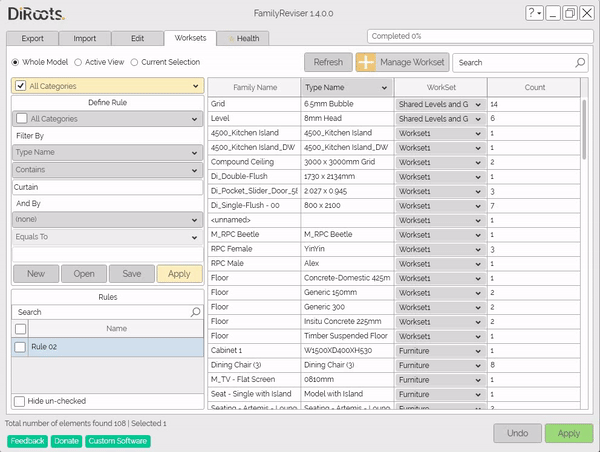 DiRoots.
FamilyReviser 1.4.0.0
?
Completed 0%
Export Import Edit Worksets Health
Whole Model Active View Current Selection
Refresh Manage Workset Search
All Categories
Define Rule
All Categories
Filter By
Type Name
Contains
Curtain
And By
(none)
Equals To
New Open Save Apply
Rules
Search
Name
Rule 02
Hide un-checked
Family Name Type Name WorkSet Count
Grid 6.5mm Bubble Shared Levels and G 14
Level 8mm Head Shared Levels and G 6
4500_Kitchen Island 4500_Kitchen Island Workset1 1
4500_Kitchen Island_DW 4500_Kitchen Island_DW Workset1 1
Compound Ceiling 3000 x 3000mm Grid Workset1 2
Di_Double-Flush 1730 x 2134mm Workset1 1
Di_Pocket_Slider_Door_5 2.027 x 0.945 Workset1 3
Di_Single-Flush - 00 800 x 2100 Workset1 7
<unnamed> Workset1 1
M_RPC Beetle M_RPC Beetle Workset1 1
RPC Female YinYin Workset1 3
RPC Male Alex Workset1 1
Floor Concrete-Domestic 425m Workset1 1
Floor Generic 150mm Workset1 2
Floor Generic 300 Workset1 2
Floor Insitu Concrete 225mm Workset1 2
Floor Timber Suspended Floor Workset1 1
Cabinet 1 W1500XD400XH530 Furniture 1
Dining Chair (3) Dining Chair (3) Furniture 8
M_TV - Flat Screen 0810mm Furniture 1
Seat - Single with Island Model with Island Furniture 1
Seating - Artemis - Loung Seating - Artemis - Loung Furniture 2
Total number of elements found 108 | Selected 1
Feedback Donate Custom Software
Undo Apply